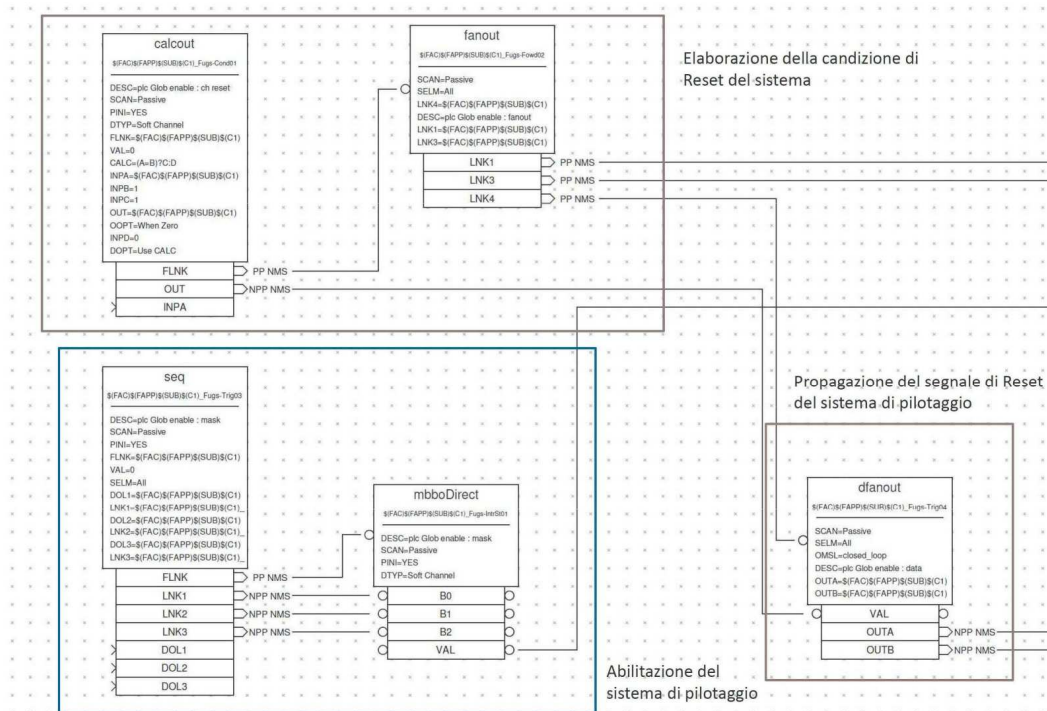 calcout
$(FAC)$(FAPP)$(SUB)$(C1)_Fugs-Cond01
DESC=plc Glob enable : ch reset
SCAN=Passive
PINI=YES
DTYP=Soft Channel
FLNK=$(FAC)$(FAPP)$(SUB)$(C1)
VAL=0
CALC=(A=B)?C:D
INPA=$(FAC)$(FAPP)$(SUB)$(C1)
INPB=1
INPC=1
OUT=$(FAC)$(FAPP)$(SUB)$(C1)
OOPT=When Zero
INPD=0
DOPT=Use CALC
FLNK
PP NMS
OUT
NPP NMS
INPA
fanout
$(FAC)$(FAPP)$(SUB)$(C1)_Fugs-Fowd02
SCAN=Passive
SELM=All
LNK4=$(FAC)$(FAPP)$(SUB)$(C1)
DESC=plc Glob enable : fanout
LNK1=$(FAC)$(FAPP)$(SUB)$(C1)
LNK3=$(FAC)$(FAPP)$(SUB)$(C1)
LNK1
PP NMS
LNK3
PP NMS
LNK4
PP NMS
Elaborazione della candizione di
Reset del sistema
seq
$(FAC)$(FAPP)$(SUB)$(C1)_Fugs-Trig03
DESC=plc Glob enable : mask
SCAN=Passive
PINI=YES
FLNK=$(FAC)$(FAPP)$(SUB)$(C1)
VAL=0
SELM=All
DOL1=$(FAC)$(FAPP)$(SUB)$(C1)
LNK1=$(FAC)$(FAPP)$(SUB)$(C1)_
DOL2=$(FAC)$(FAPP)$(SUB)$(C1)
LNK2=$(FAC)$(FAPP)$(SUB)$(C1)_
DOL3=$(FAC)$(FAPP)$(SUB)$(C1)
LNK3=$(FAC)$(FAPP)$(SUB)$(C1)_
FLNK
PP NMS
LNK1
NPP NMS
LNK2
NPP NMS
LNK3
NPP NMS
DOL1
DOL2
DOL3
mbboDirect
$(FAC)$(FAPP)$(SUB)$(C1)_Fugs-IntrSt01
DESC=plc Glob enable : mask
SCAN=Passive
PINI=YES
DTYP=Soft Channel
B0
B1
B2
VAL
Abilitazione del
sistema di pilotaggio
Propagazione del segnale di Reset
del sistema di pilotaggio
dfanout
$(FAC)$(FAPP)$(SUB)$(C1)_Fugs-Trig04
SCAN=Passive
SELM=All
OMSL=closed_loop
DESC=plc Glob enable : data
OUTA=$(FAC)$(FAPP)$(SUB)$(C1)
OUTB=$(FAC)$(FAPP)$(SUB)$(C1)
VAL
OUTA
NPP NMS
OUTB
NPP NMS